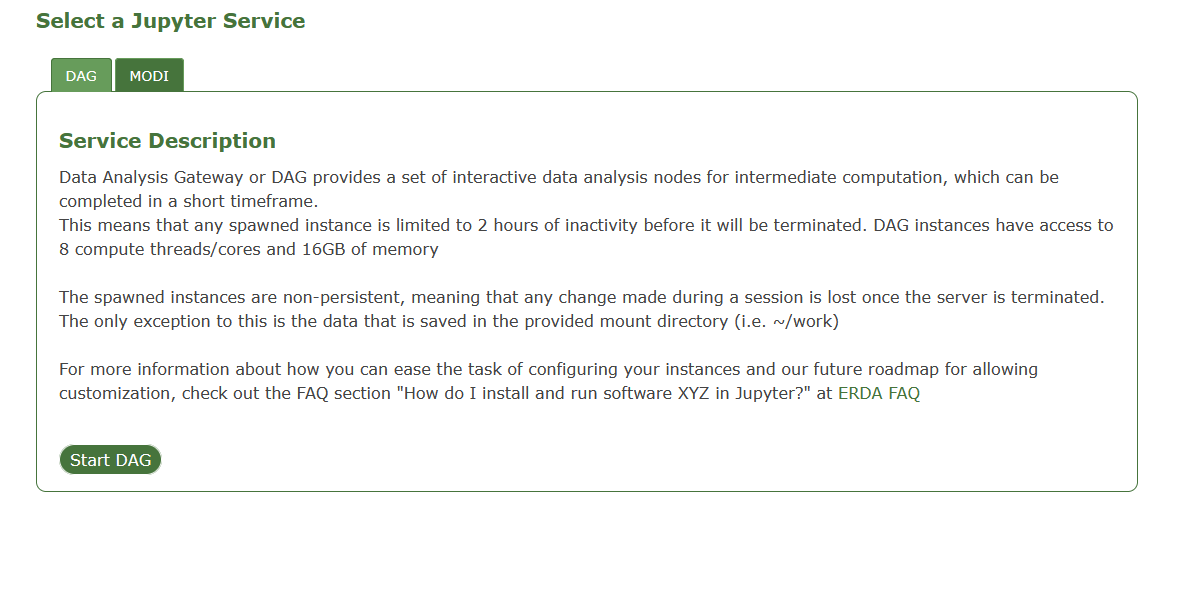 Select a Jupyter Service
DAG
MODI
Service Description
Data Analysis Gateway or DAG provides a set of interactive data analysis nodes for intermediate computation, which can be
completed in a short timeframe.
This means that any spawned instance is limited to 2 hours of inactivity before it will be terminated. DAG instances have access to
8 compute threads/cores and 16GB of memory
The spawned instances are non-persistent, meaning that any change made during a session is lost once the server is terminated.
The only exception to this is the data that is saved in the provided mount directory (i.e. ~/work)
For more information about how you can ease the task of configuring your instances and our future roadmap for allowing
customization, check out the FAQ section "How do I install and run software XYZ in Jupyter?" at ERDA FAQ
Start DAG